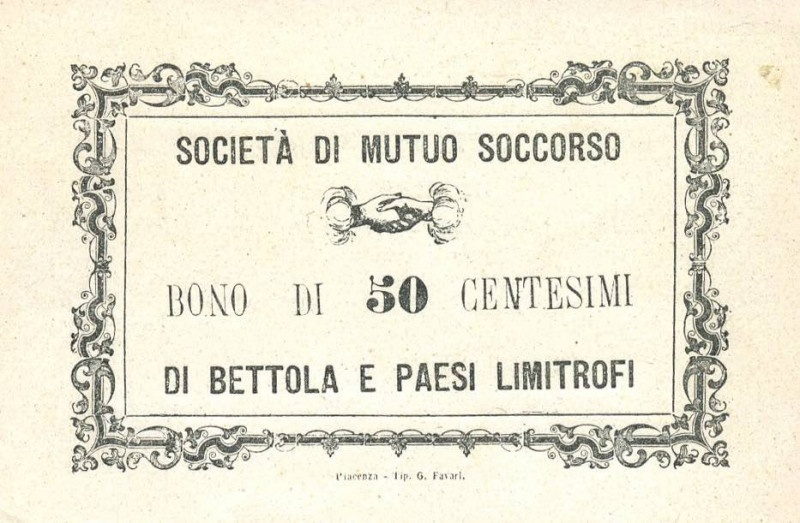 SOCIETÀ DI MUTUO SOCCORSO
BONO DI 50 CENTESIMI
DI BETTOLA E PAESI LIMITROFI
Piacenza - Tip. G. Favari.